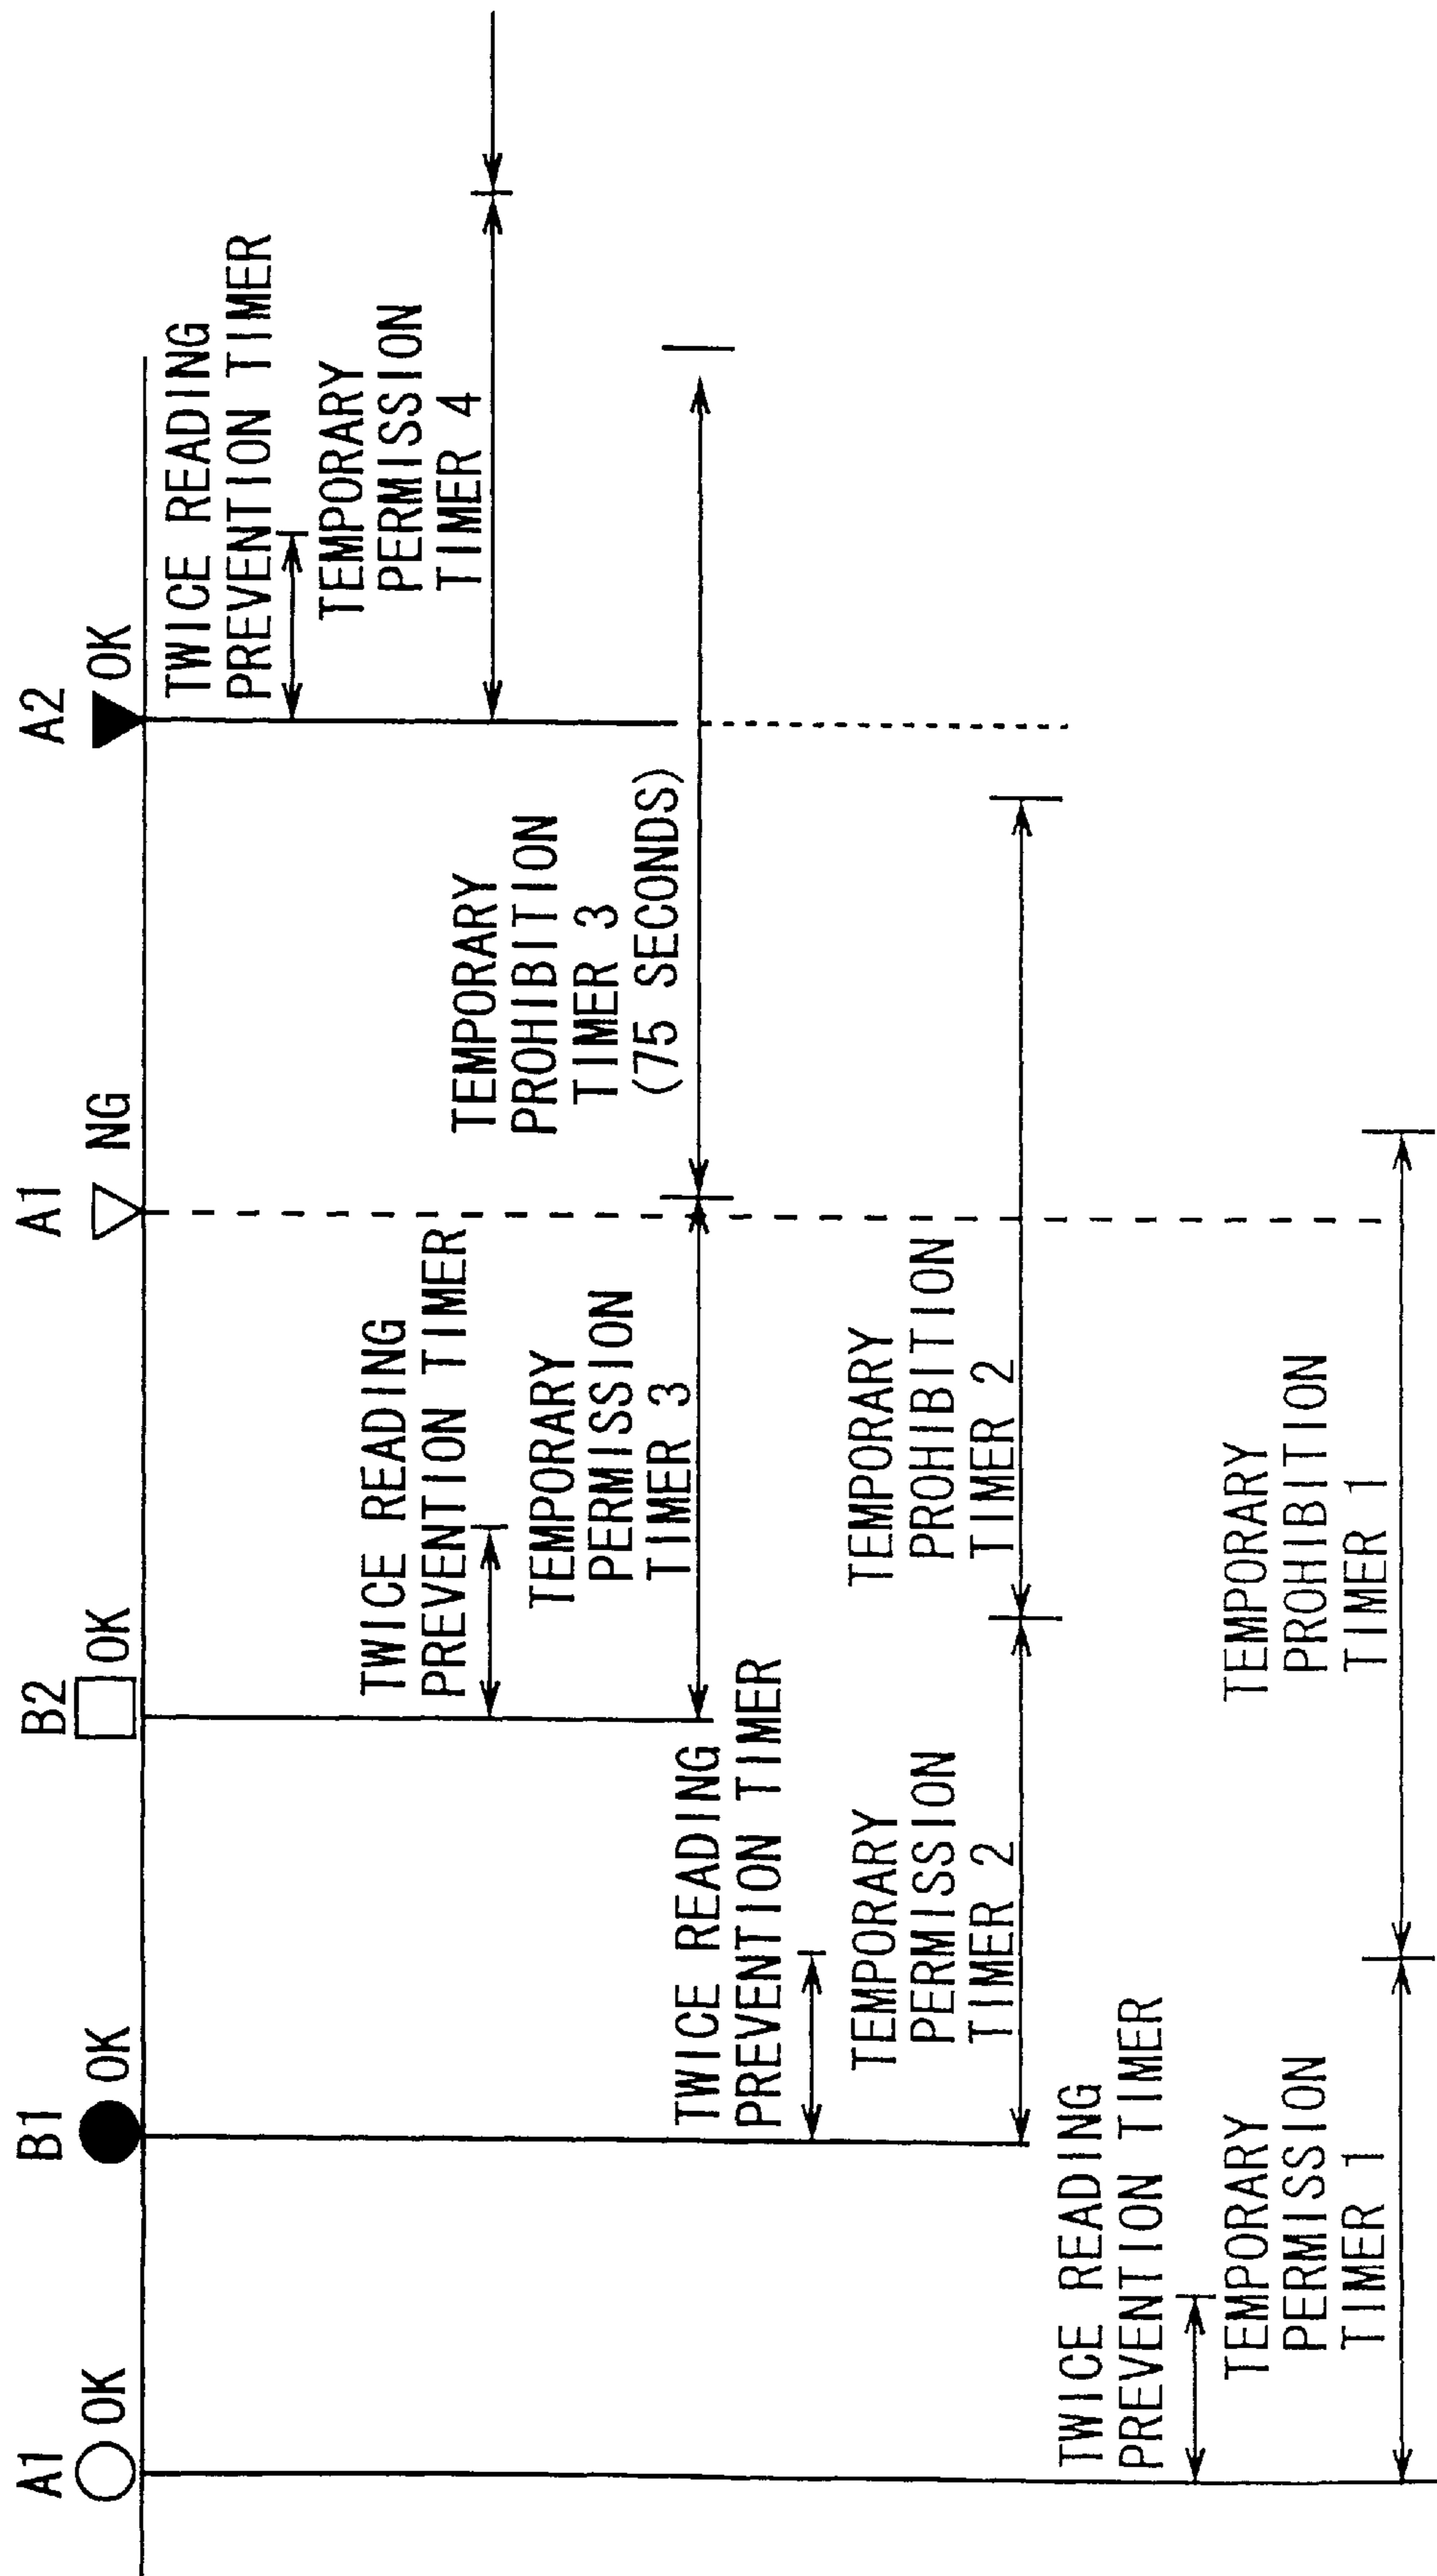 A1
OK
B1
OK
B2
OK
A1
NG
A2
OK
TWICE READING
PREVENTION TIMER
TEMPORARY
PERMISSION
TIMER 4
TWICE READING
PREVENTION TIMER
TEMPORARY
PERMISSION
TIMER 3
TEMPORARY
PROHIBITION
TIMER 3
(75 SECONDS)
TWICE READING
PREVENTION TIMER
TEMPORARY
PERMISSION
TIMER 2
TEMPORARY
PROHIBITION
TIMER 2
TWICE READING
PREVENTION TIMER
TEMPORARY
PERMISSION
TIMER 1
TEMPORARY
PROHIBITION
TIMER 1